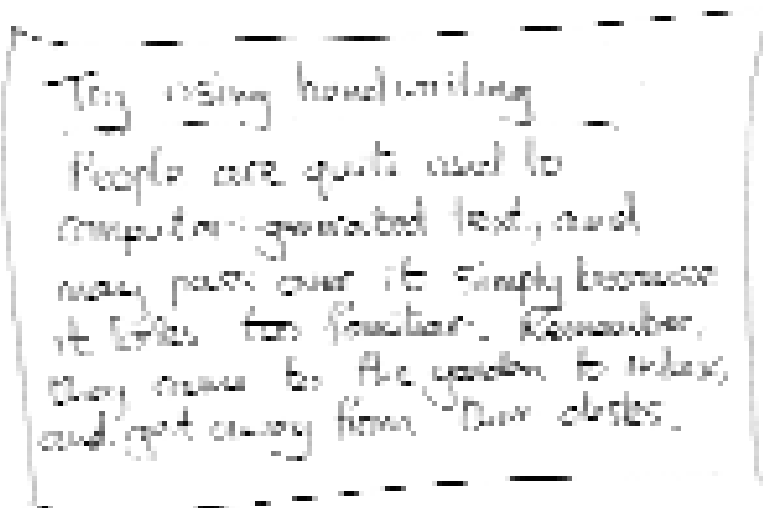 Try using handwriting
People are quite used to
computer-generated text, and
may pass over it simply because
it looks too familiar. Remember,
they come to the garden to relax,
and get away from their desks.